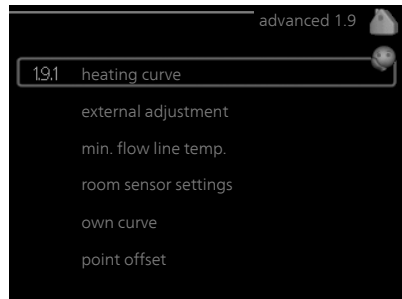 advanced 1.9
1.9.1 heating curve
external adjustment
min. flow line temp.
room sensor settings
own curve
point offset